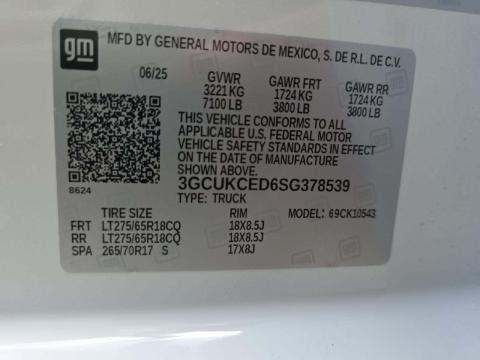 gm MFD BY GENERAL MOTORS DE MEXICO, S. DE R.L. DE C.V.
06/25 GVWR GAWR FRT GAWR RR
3221 KG 1724 KG 1724 KG
7100 LB 3800 LB 3800 LB
THIS VEHICLE CONFORMS TO ALL
APPLICABLE U.S. FEDERAL MOTOR
VEHICLE SAFETY STANDARDS IN EFFECT
ON THE DATE OF MANUFACTURE
SHOWN ABOVE.
8624 3GCUKCED6SG378539
TYPE: TRUCK
TIRE SIZE RIM MODEL: 69CK10543
FRT LT275/65R18CQ 18X8.5J
RR LT275/65R18CQ 18X8.5J
SPA 265/70R17 S 17X8J